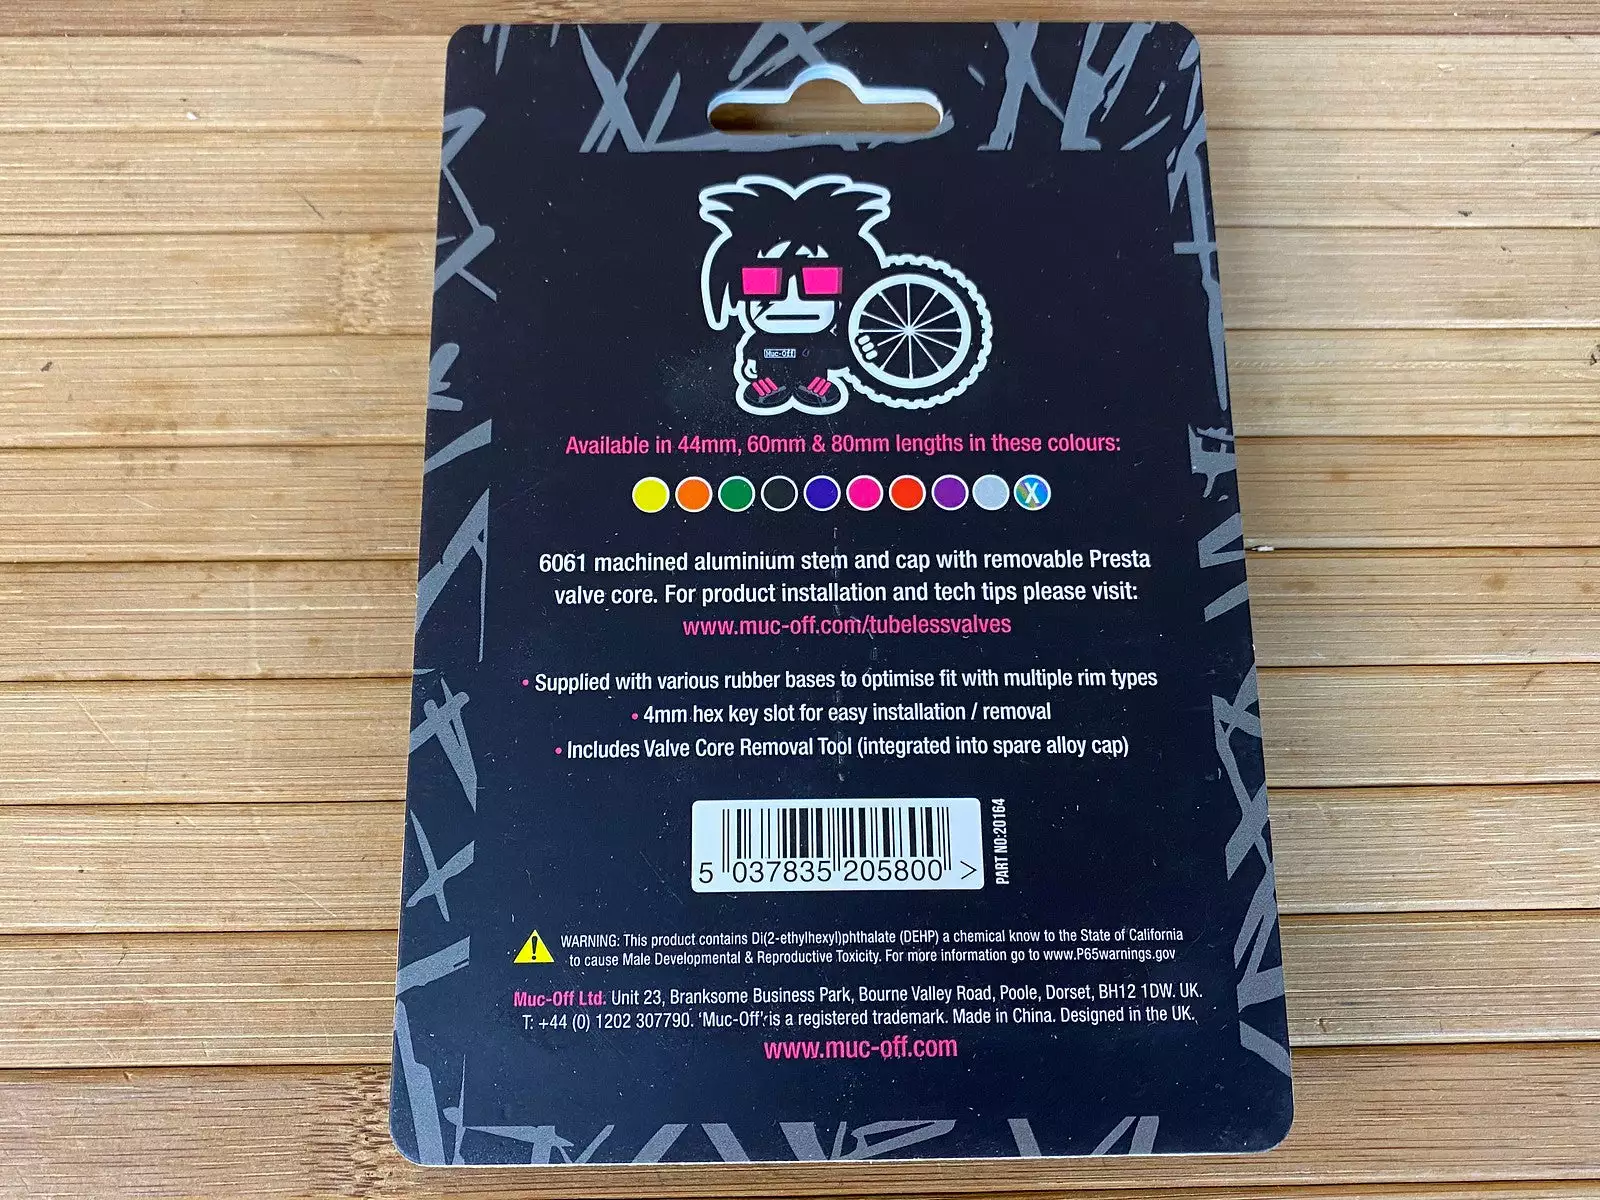 Muc-Off
Available in 44mm, 60mm & 80mm lengths in these colours:
X
6061 machined aluminium stem and cap with removable Presta
valve core. For product installation and tech tips please visit:
www.muc-off.com/tubelessvalves
• Supplied with various rubber bases to optimise fit with multiple rim types
• 4mm hex key slot for easy installation / removal
• Includes Valve Core Removal Tool (integrated into spare alloy cap)
5 037835 205800 >
PART NO:20164
WARNING: This product contains Di(2-ethylhexyl)phthalate (DEHP) a chemical know to the State of California
to cause Male Developmental & Reproductive Toxicity. For more information go to www.P65warnings.gov
Muc-Off Ltd. Unit 23, Branksome Business Park, Bourne Valley Road, Poole, Dorset, BH12 1DW. UK.
T: +44 (0) 1202 307790. 'Muc-Off' is a registered trademark. Made in China. Designed in the UK.
www.muc-off.com